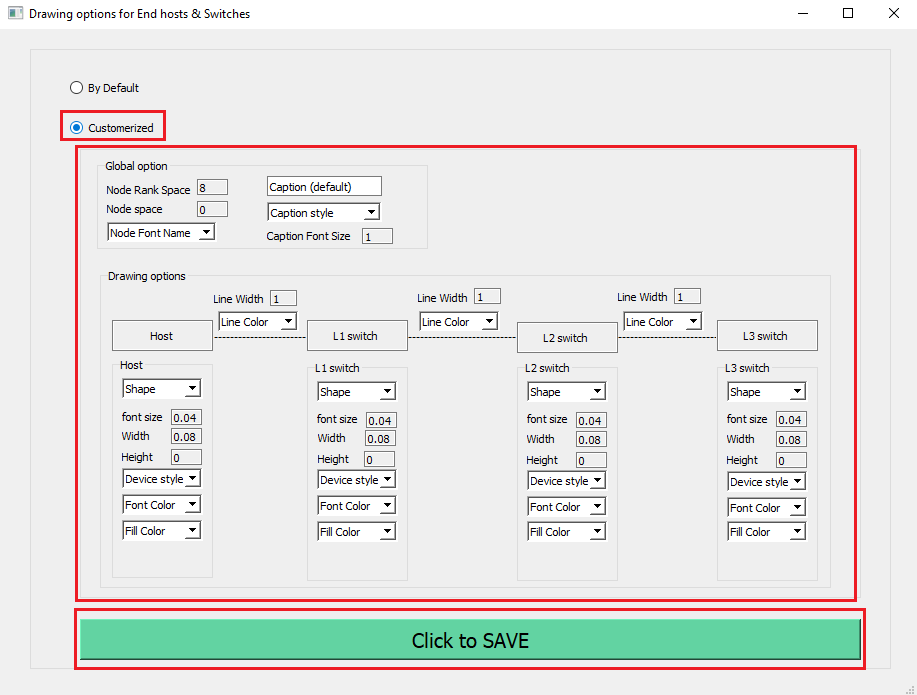 Drawing options for End hosts & Switches
By Default
Customerized
Global option
Node Rank Space 8 Caption (default)
Node space 0 Caption style
Node Font Name Caption Font Size 1
Drawing options
Line Width 1 Line Width 1 Line Width 1
Line Color Line Color Line Color
Host L1 switch L2 switch L3 switch
Host L1 switch L2 switch L3 switch
Shape Shape Shape Shape
font size 0.04 font size 0.04 font size 0.04 font size 0.04
Width 0.08 Width 0.08 Width 0.08 Width 0.08
Height 0 Height 0 Height 0 Height 0
Device style Device style Device style Device style
Font Color Font Color Font Color Font Color
Fill Color Fill Color Fill Color Fill Color
Click to SAVE